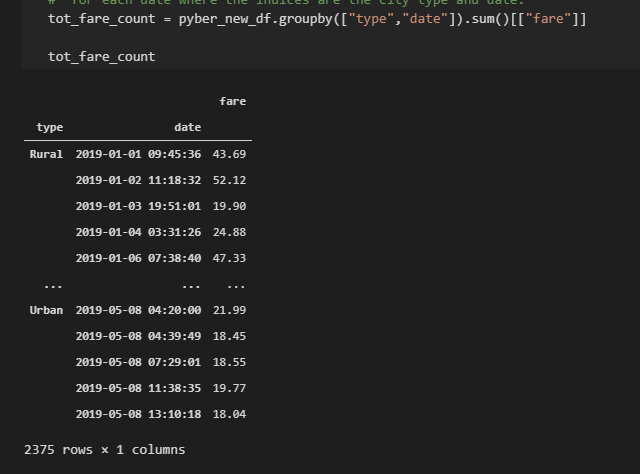 # for each date where the indices are the city type and date.
tot_fare_count = pyber_new_df.groupby(["type","date"]).sum()[["fare"]]
tot_fare_count
fare
type date
Rural 2019-01-01 09:45:36 43.69
2019-01-02 11:18:32 52.12
2019-01-03 19:51:01 19.90
2019-01-04 03:31:26 24.88
2019-01-06 07:38:40 47.33
... ... ...
Urban 2019-05-08 04:20:00 21.99
2019-05-08 04:39:49 18.45
2019-05-08 07:29:01 18.55
2019-05-08 11:38:35 19.77
2019-05-08 13:10:18 18.04
2375 rows × 1 columns